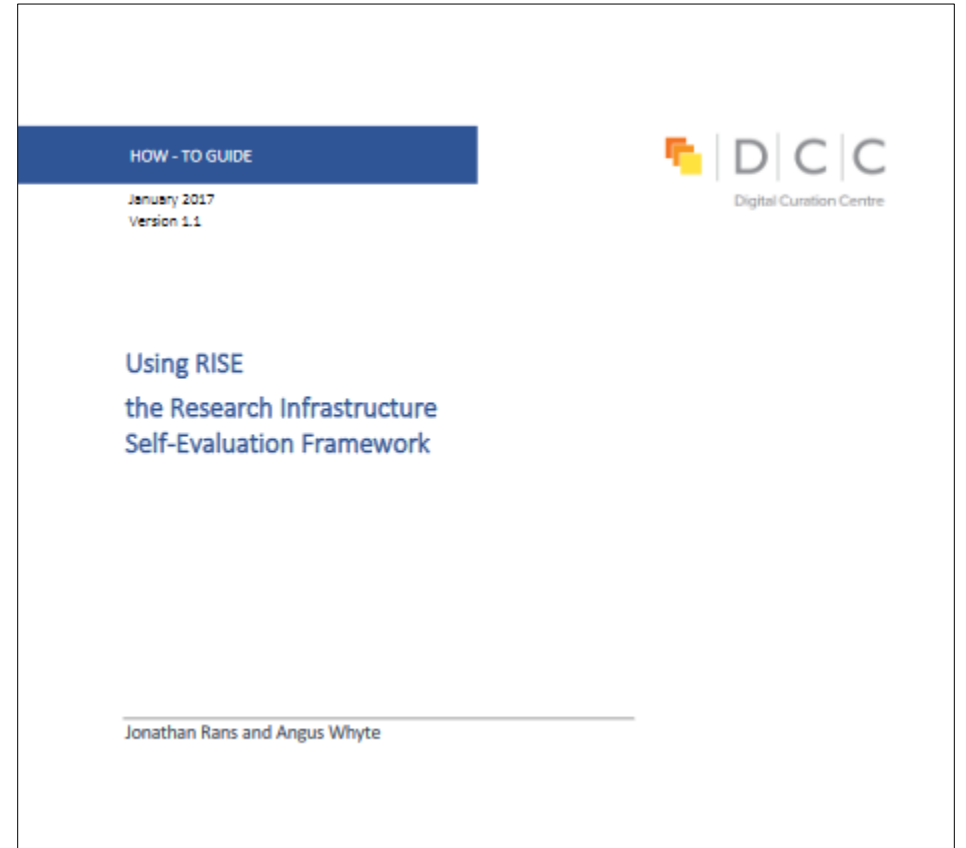 HOW - TO GUIDE
D C C
January 2017
Digital Curation Centre
Version 1.1
Using RISE
the Research Infrastructure
Self-Evaluation Framework
Jonathan Rans and Angus Whyte